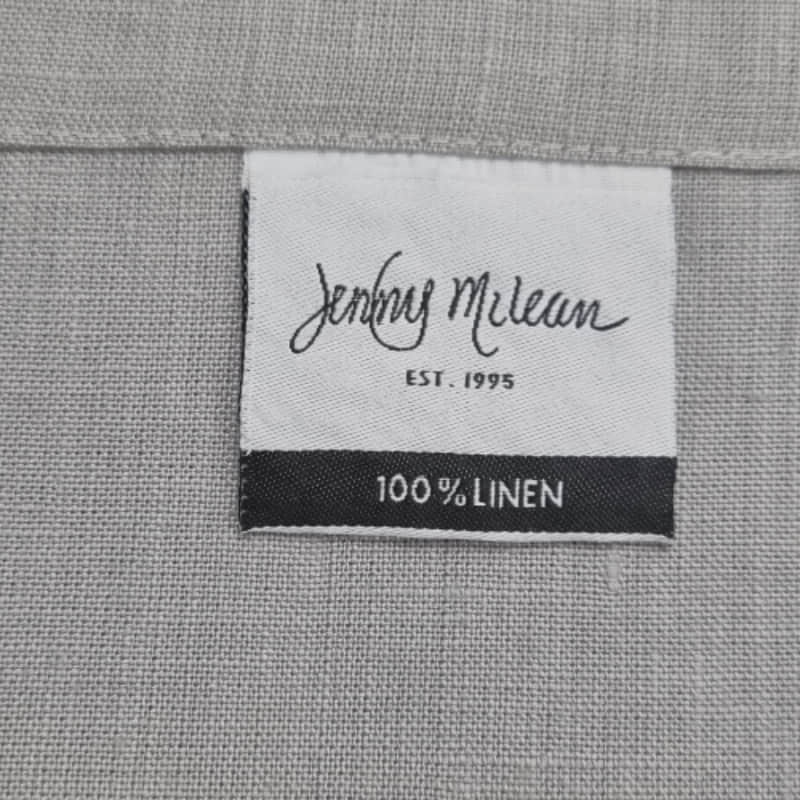 Jenny Mclean
EST. 1995
100% LINEN